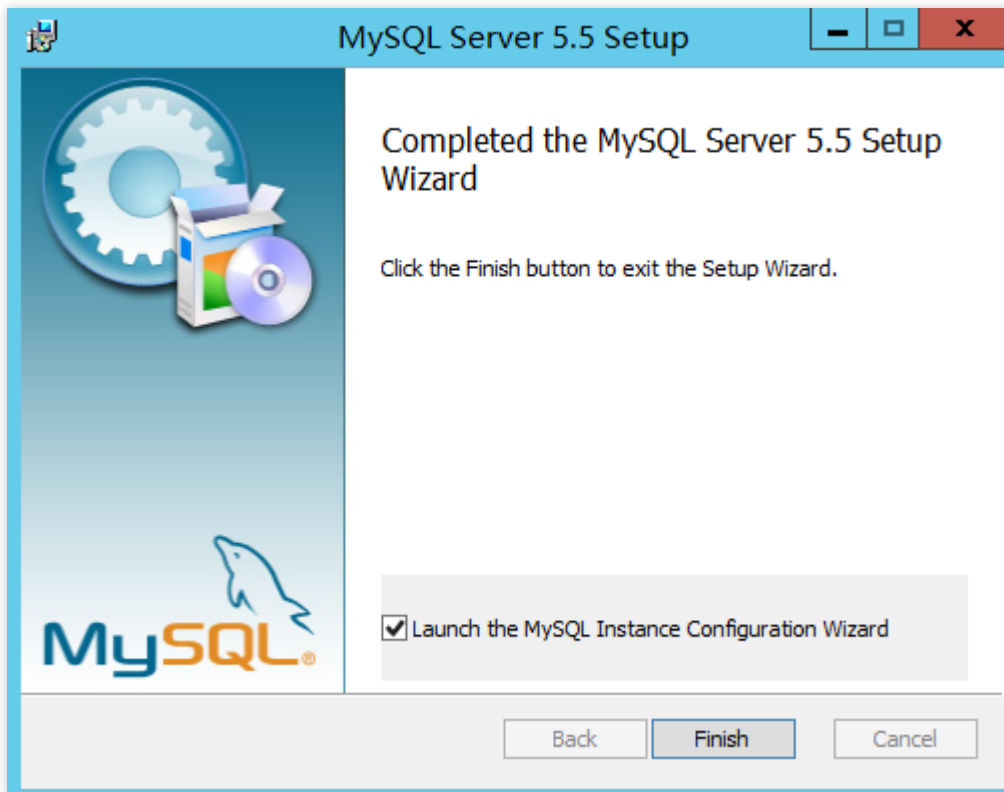 MySQL Server 5.5 Setup
Completed the MySQL Server 5.5 Setup
Wizard
Click the Finish button to exit the Setup Wizard.
MySQL®
Launch the MySQL Instance Configuration Wizard
Back
Finish
Cancel